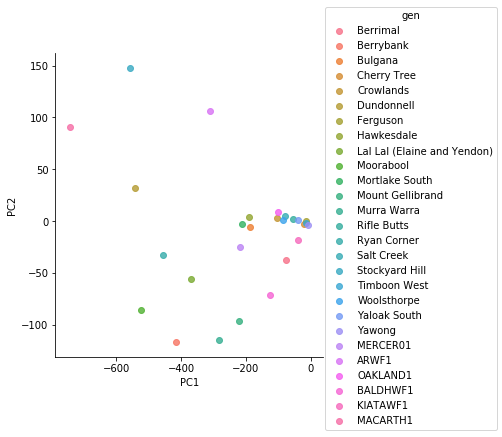 gen
Berrimal
Berrybank
Bulgana
Cherry Tree
Crowlands
Dundonnell
Ferguson
Hawkesdale
Lal Lal (Elaine and Yendon)
Moorabool
Mortlake South
Mount Gellibrand
Murra Warra
Rifle Butts
Ryan Corner
Salt Creek
Stockyard Hill
Timboon West
Woolsthorpe
Yaloak South
Yawong
MERCER01
ARWF1
OAKLAND1
BALDHWF1
KIATAWF1
MACARTH1
150
100
50
0
−50
−100
PC2
−600 −400 −200 0
PC1